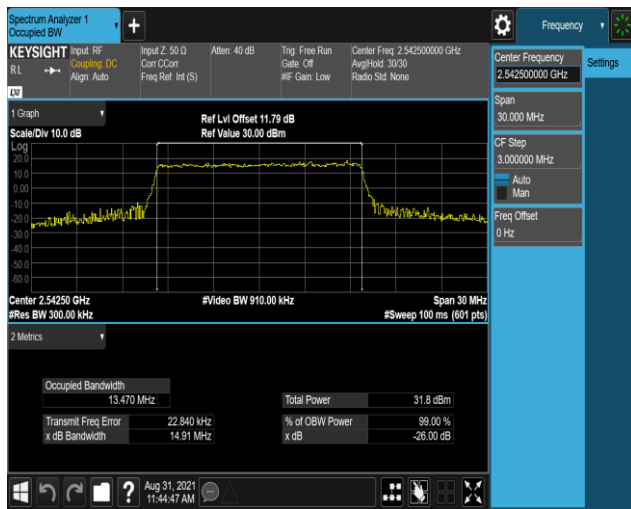 Spectrum Analyzer 1
Occupied BW
+
Frequency
KEYSIGHT
RL
LXI
Input: RF
Coupling: DC
Align: Auto
Input Z: 50 Ω
Corr CCorr
Freq Ref: Int (S)
Atten: 40 dB
Trig: Free Run
Gate: Off
#IF Gain: Low
Center Freq: 2.542500000 GHz
Avg|Hold: 30/30
Radio Std: None
Center Frequency
2.542500000 GHz
Settings
Span
30.000 MHz
CF Step
3.000000 MHz
Auto
Man
Freq Offset
0 Hz
1 Graph
Scale/Div 10.0 dB
Ref Lvl Offset 11.79 dB
Ref Value 30.00 dBm
Log
20.0
10.0
0.00
-10.0
-20.0
-30.0
-40.0
-50.0
-60.0
Center 2.54250 GHz
#Res BW 300.00 kHz
#Video BW 910.00 kHz
Span 30 MHz
#Sweep 100 ms (601 pts)
2 Metrics
Occupied Bandwidth
13.470 MHz
Total Power 31.8 dBm
Transmit Freq Error 22.840 kHz
% of OBW Power 99.00 %
x dB Bandwidth 14.91 MHz
x dB -26.00 dB
?
Aug 31, 2021
11:44:47 AM